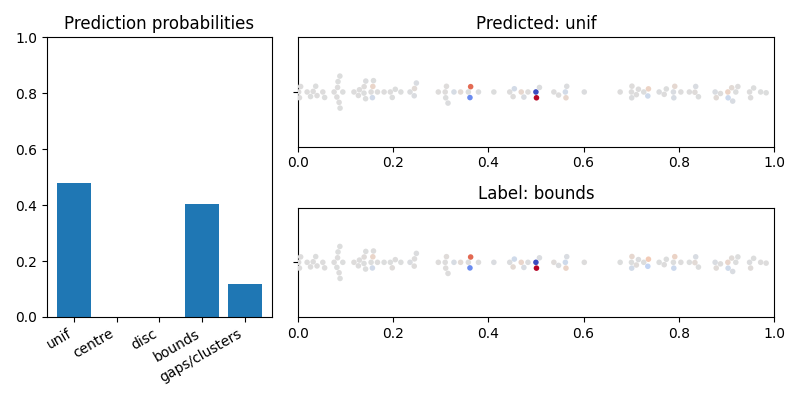 Prediction probabilities
1.0
0.8
0.6
0.4
0.2
0.0
unif
centre
disc
bounds
gaps/clusters
Predicted: unif
0.0 0.2 0.4 0.6 0.8 1.0
Label: bounds
0.0 0.2 0.4 0.6 0.8 1.0